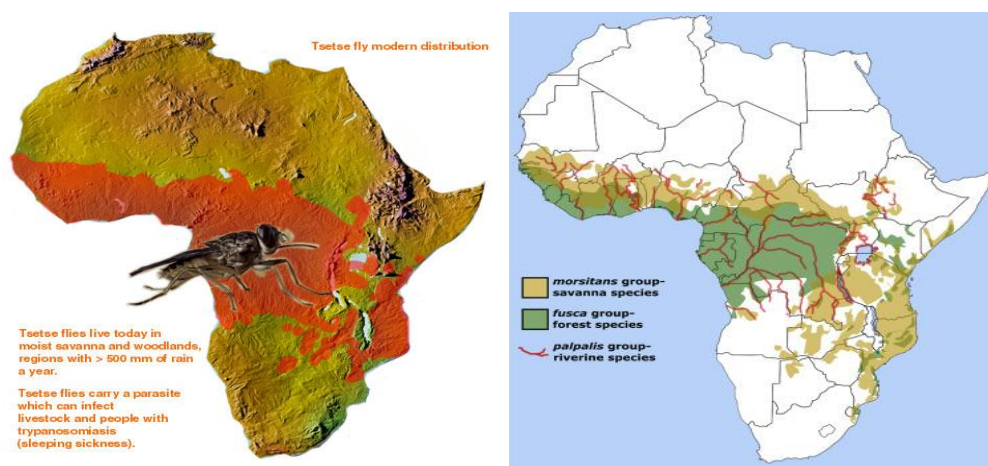 Tsetse fly modern distribution
Tsetse flies live today in
moist savanna and woodlands,
regions with > 500 mm of rain
a year.
Tsetse flies carry a parasite
which can infect
livestock and people with
trypanosomiasis
(sleeping sickness).
morsitans group-
savanna species
fusca group-
forest species
palpalis group-
riverine species